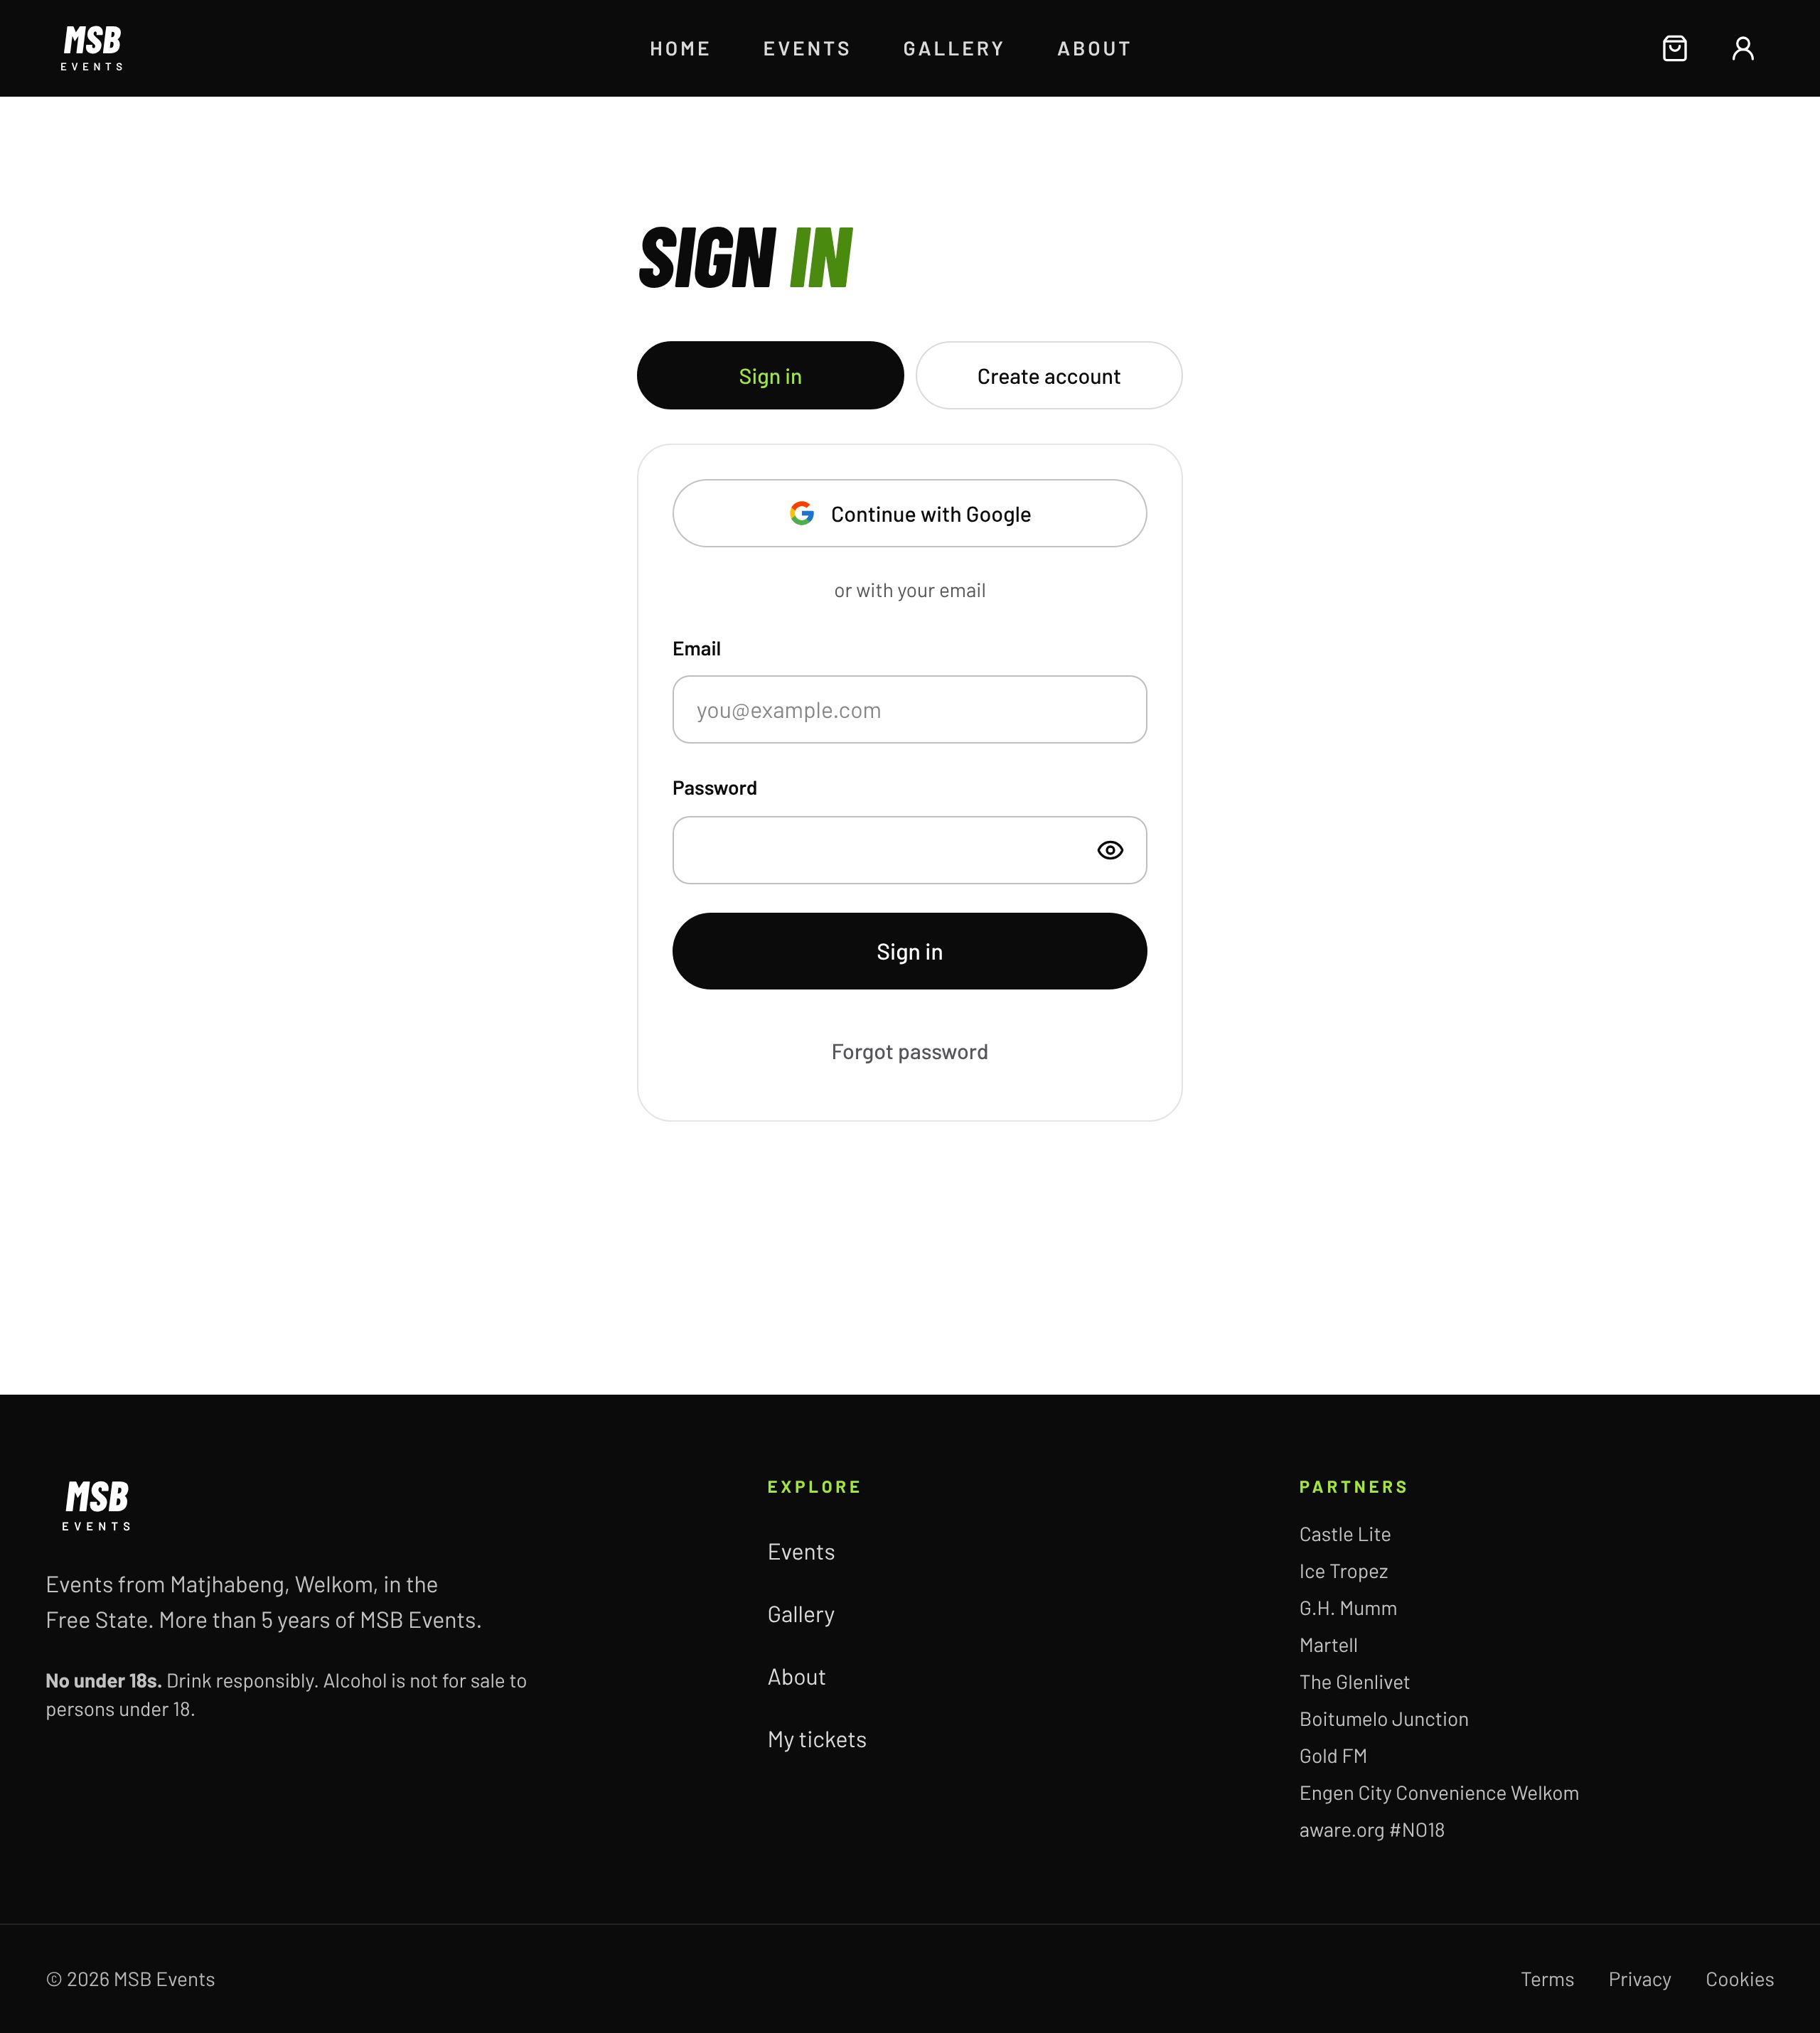 MSB
EVENTS
HOME EVENTS GALLERY ABOUT
SIGN IN
Sign in Create account
Continue with Google
or with your email
Email
you@example.com
Password
Sign in
Forgot password
MSB
EVENTS
Events from Matjhabeng, Welkom, in the
Free State. More than 5 years of MSB Events.
No under 18s. Drink responsibly. Alcohol is not for sale to
persons under 18.
EXPLORE
Events
Gallery
About
My tickets
PARTNERS
Castle Lite
Ice Tropez
G.H. Mumm
Martell
The Glenlivet
Boitumelo Junction
Gold FM
Engen City Convenience Welkom
aware.org #NO18
© 2026 MSB Events
Terms Privacy Cookies